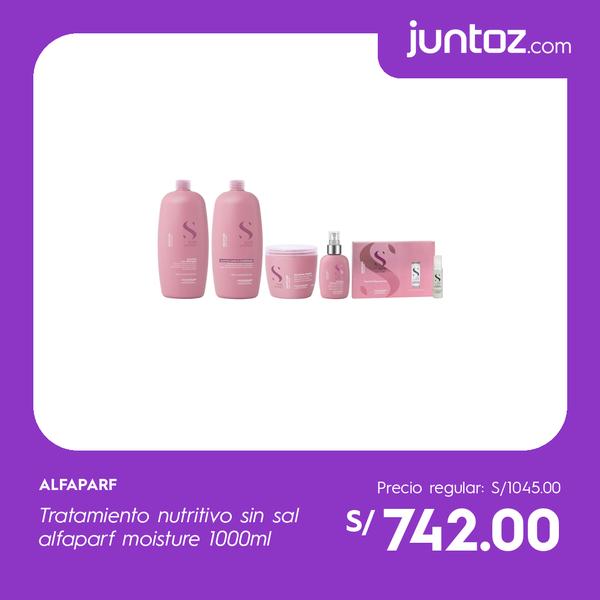 juntoz.com
ALFAPARF
Tratamiento nutritivo sin sal
alfaparf moisture 1000ml
Precio regular: S/1045.00
S/742.00